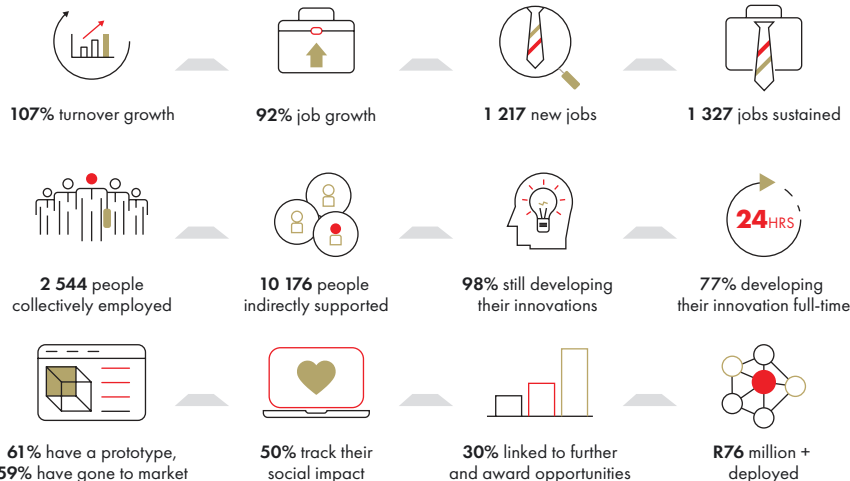 107% turnover growth
92% job growth
1 217 new jobs
1 327 jobs sustained
2 544 people
collectively employed
10 176 people
indirectly supported
98% still developing
their innovations
24HRS
77% developing
their innovation full-time
61% have a prototype,
59% have gone to market
50% track their
social impact
30% linked to further
and award opportunities
R76 million +
deployed